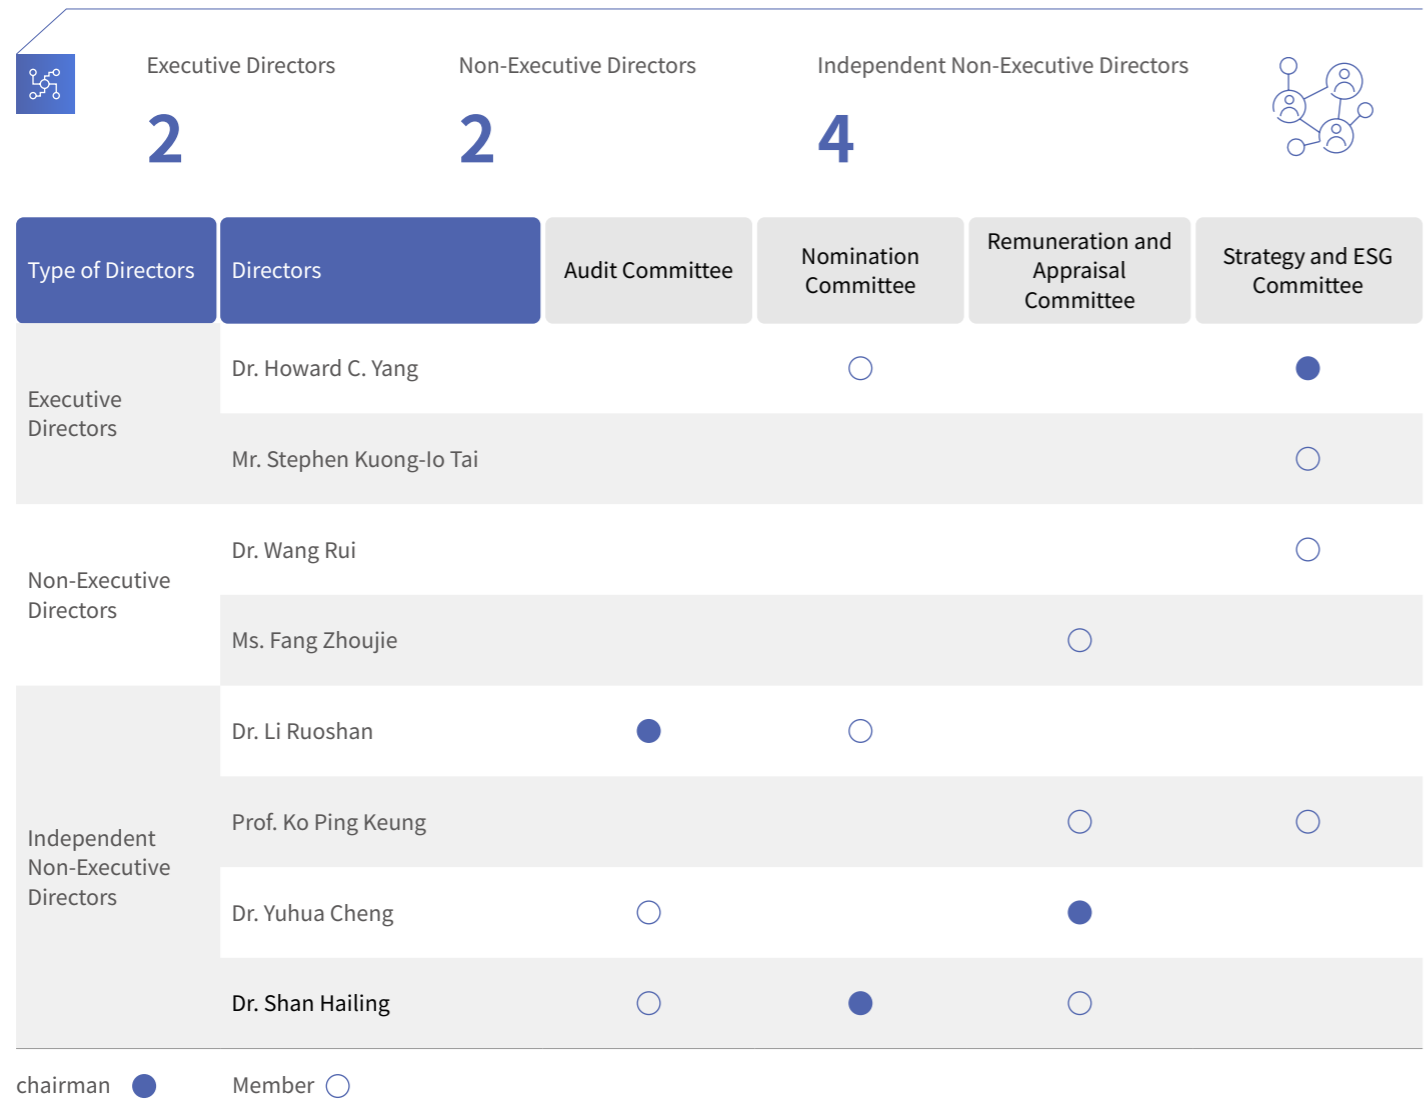 Executive Directors
Non-Executive Directors
Independent Non-Executive Directors
2
2
4
Type of Directors
Directors
Audit Committee
Nomination
Committee
Remuneration and
Appraisal
Committee
Strategy and ESG
Committee
Executive
Directors
Dr. Howard C. Yang
Mr. Stephen Kuong-Io Tai
Non-Executive
Directors
Dr. Wang Rui
Ms. Fang Zhoujie
Independent
Non-Executive
Directors
Dr. Li Ruoshan
Prof. Ko Ping Keung
Dr. Yuhua Cheng
Dr. Shan Hailing
chairman
Member